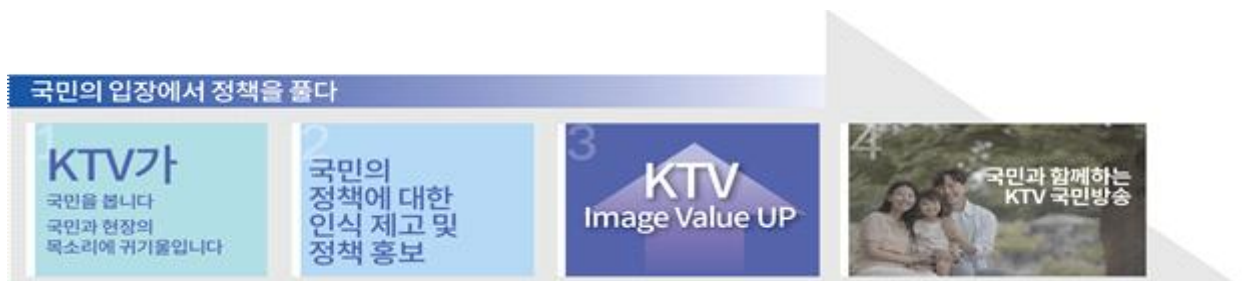 국민의 입장에서 정책을 풀다
1
KTV가
국민을 봅니다
국민과 현장의
목소리에 귀기울입니다
2
국민의
정책에 대한
인식 제고 및
정책 홍보
3
KTV
Image Value UP
4
국민과 함께하는
KTV 국민방송